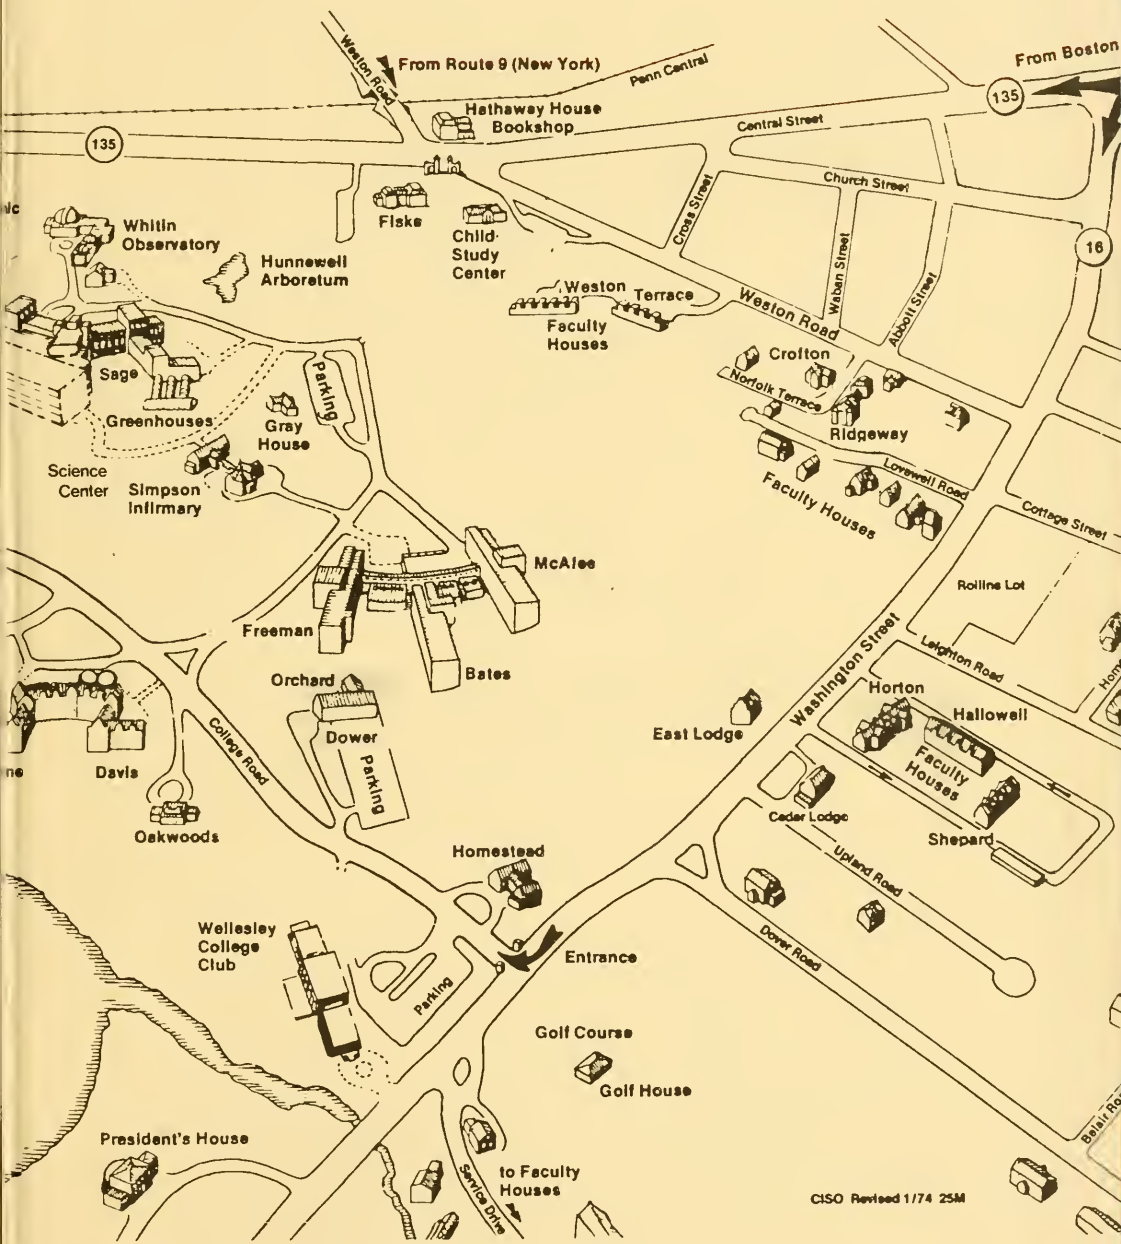 From Boston
Weston Road
From Route 9 (New York)
Penn Central
135
Hathaway House
Bookshop
Central Street
135
Church Street
Fiske
Child-
Study
Center
Cross Street
Whitin
Observatory
16
Hunnewell
Arboretum
Waban Street
Abbott Street
Weston
Terrace
Faculty
Houses
Weston Road
Crofton
Sage
Parking
Norfolk Terrace
Greenhouses
Gray
House
Ridgeway
Science
Center
Simpson
Infirmary
Lovewell Road
Faculty Houses
Cottage Street
McAfee
Rollins Lot
Freeman
Washington Street
Leighton Road
Bates
Orchard
Horton
Hallowell
Dower
East Lodge
College Road
Faculty
Houses
Davis
Parking
Cedar Lodge
Oakwoods
Shepard
Homestead
Upland Road
Wellesley
College
Club
Dover Road
Entrance
Parking
Golf Course
Golf House
President's House
to Faculty
Houses
Service Drive
CISO Revised 1/74 25M